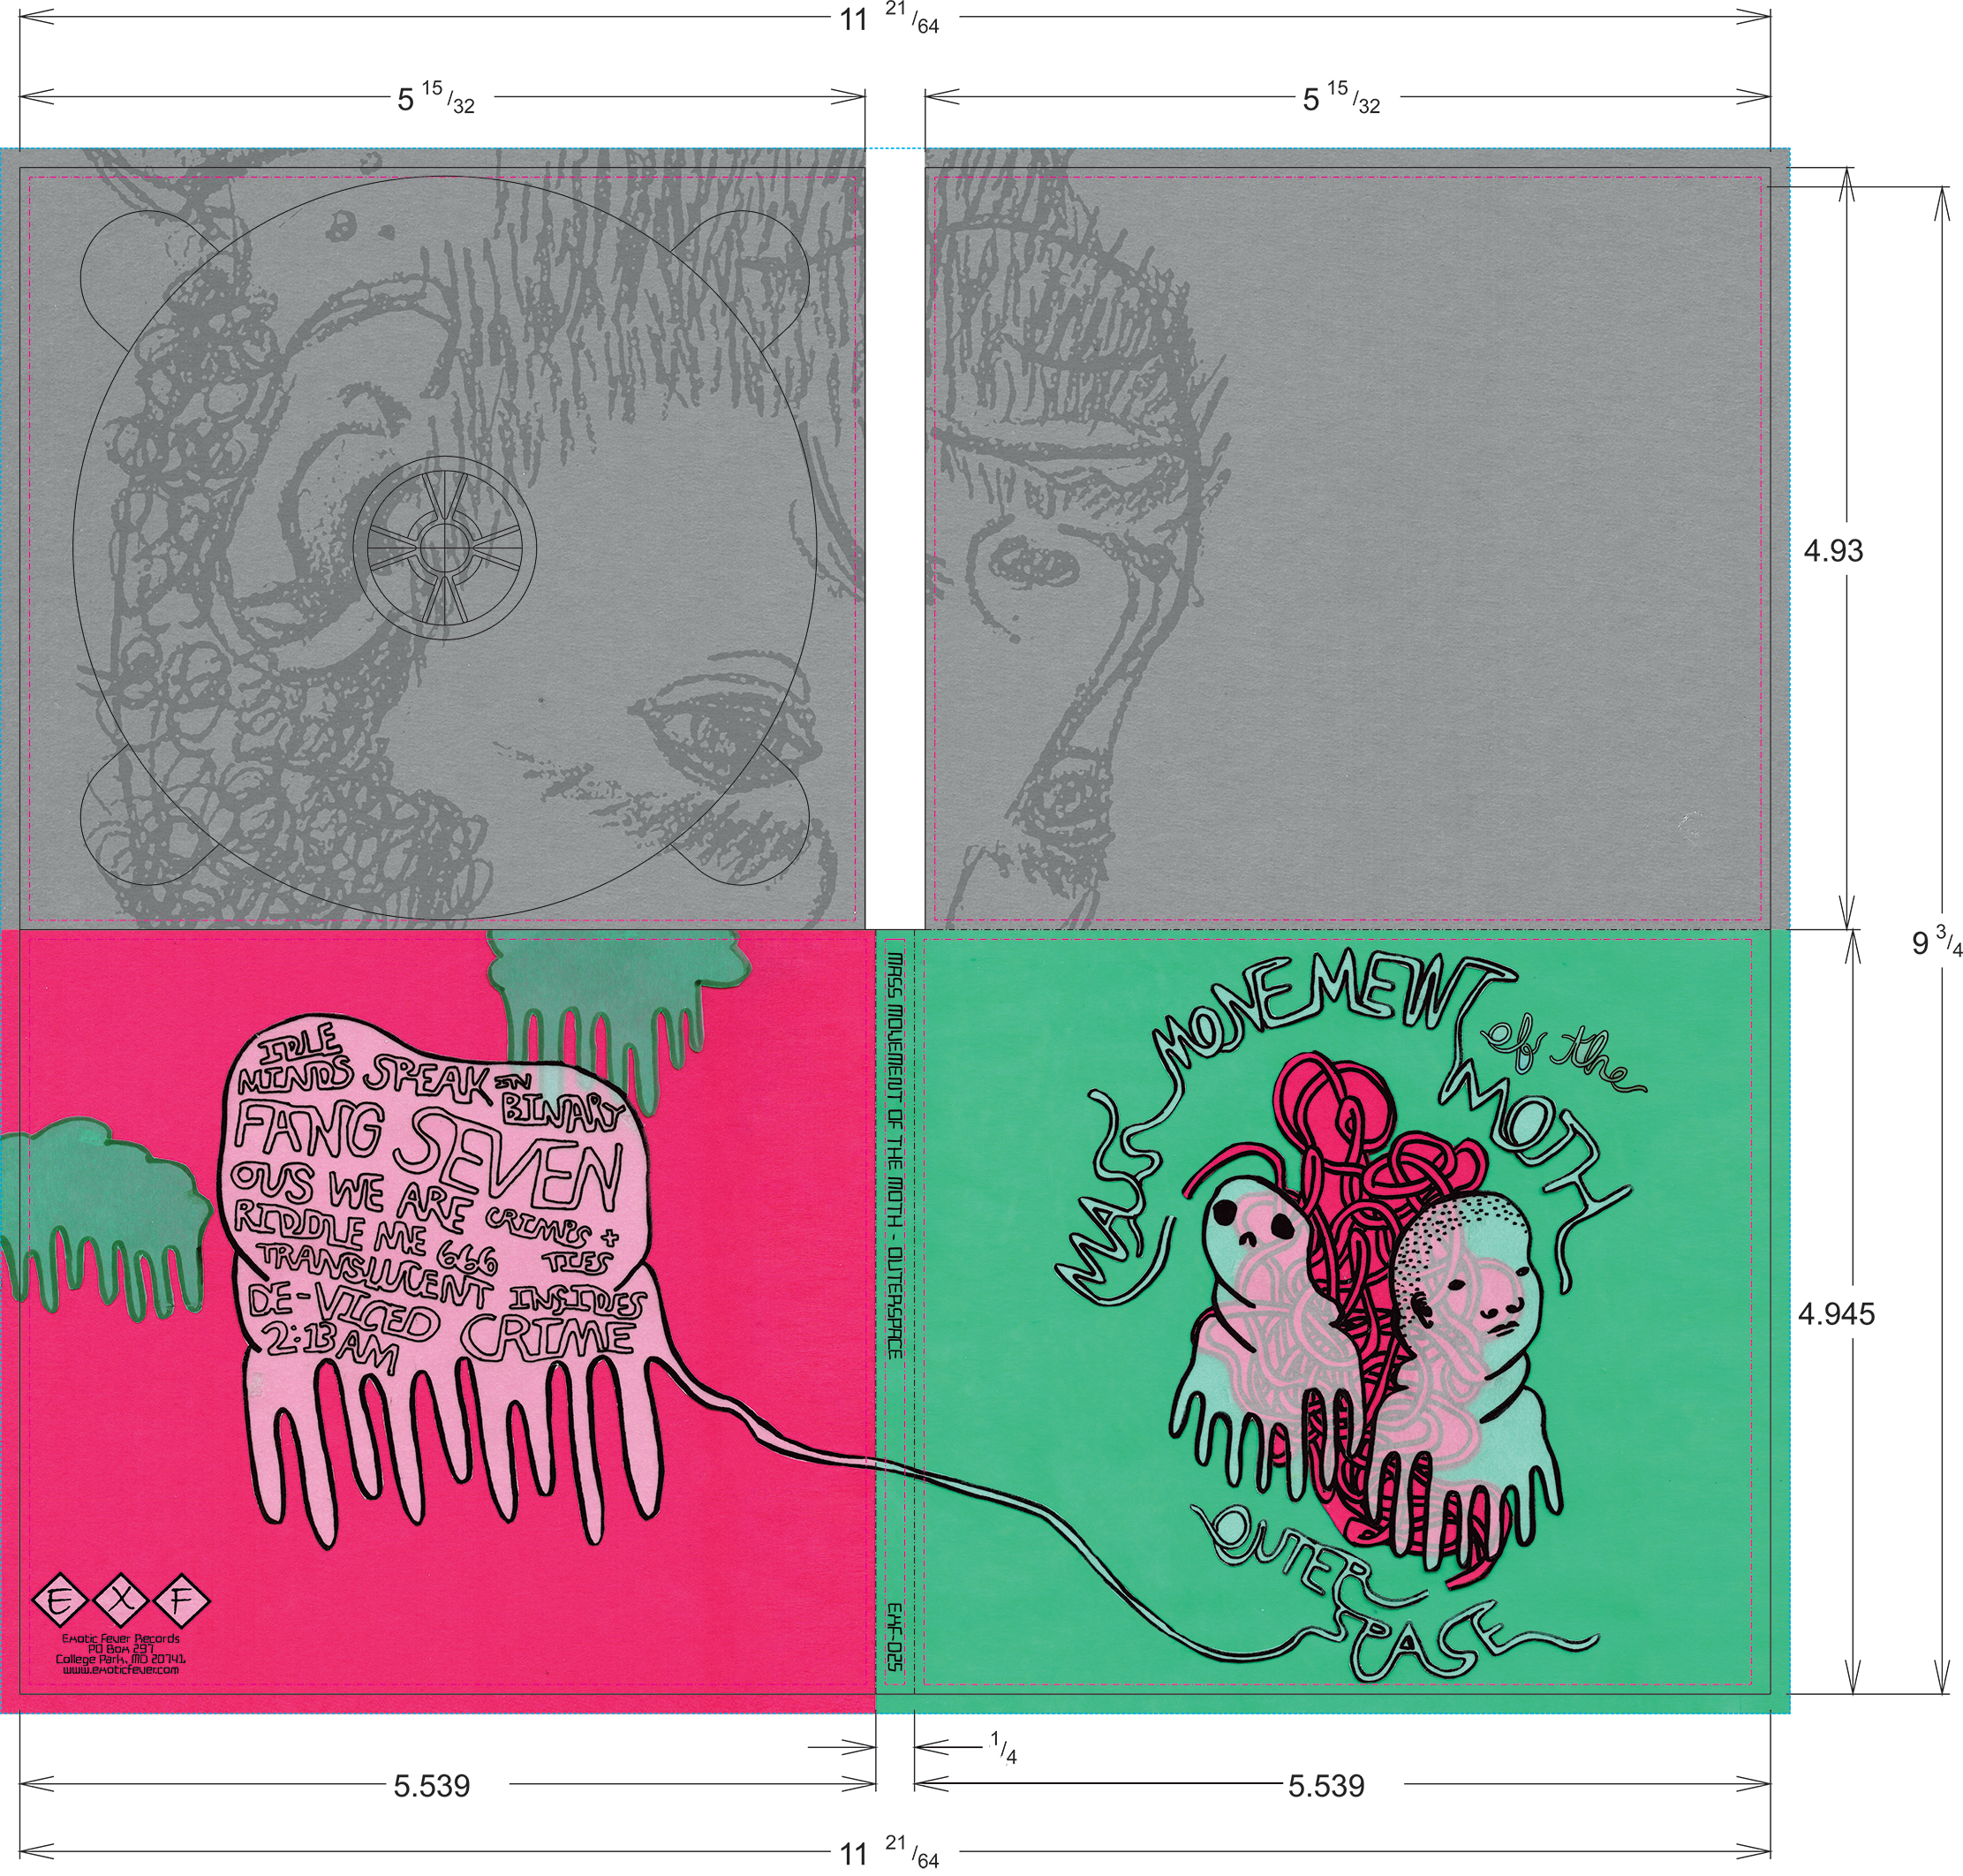 11 21/64
5 15/32
5 15/32
4.93
9 3/4
4.945
IDLE
MINDS SPEAK IN
BINARY
FANG SEVEN
OUS WE ARE
RIDDLE ME 666 CRIMPS +
TIES
TRANSLUCENT INSIDES
DE-VICED CRIME
2:13 AM
E X F
Exotic Fever Records
PO Box 297
College Park, MD 20741
www.exoticfever.com
MASS MOVEMENT OF THE MOTH - OUTERSPACE
EXF-025
MASS MOVEMENT of the
MOTH
OUTER
SPACE
1/4
5.539
5.539
11 21/64